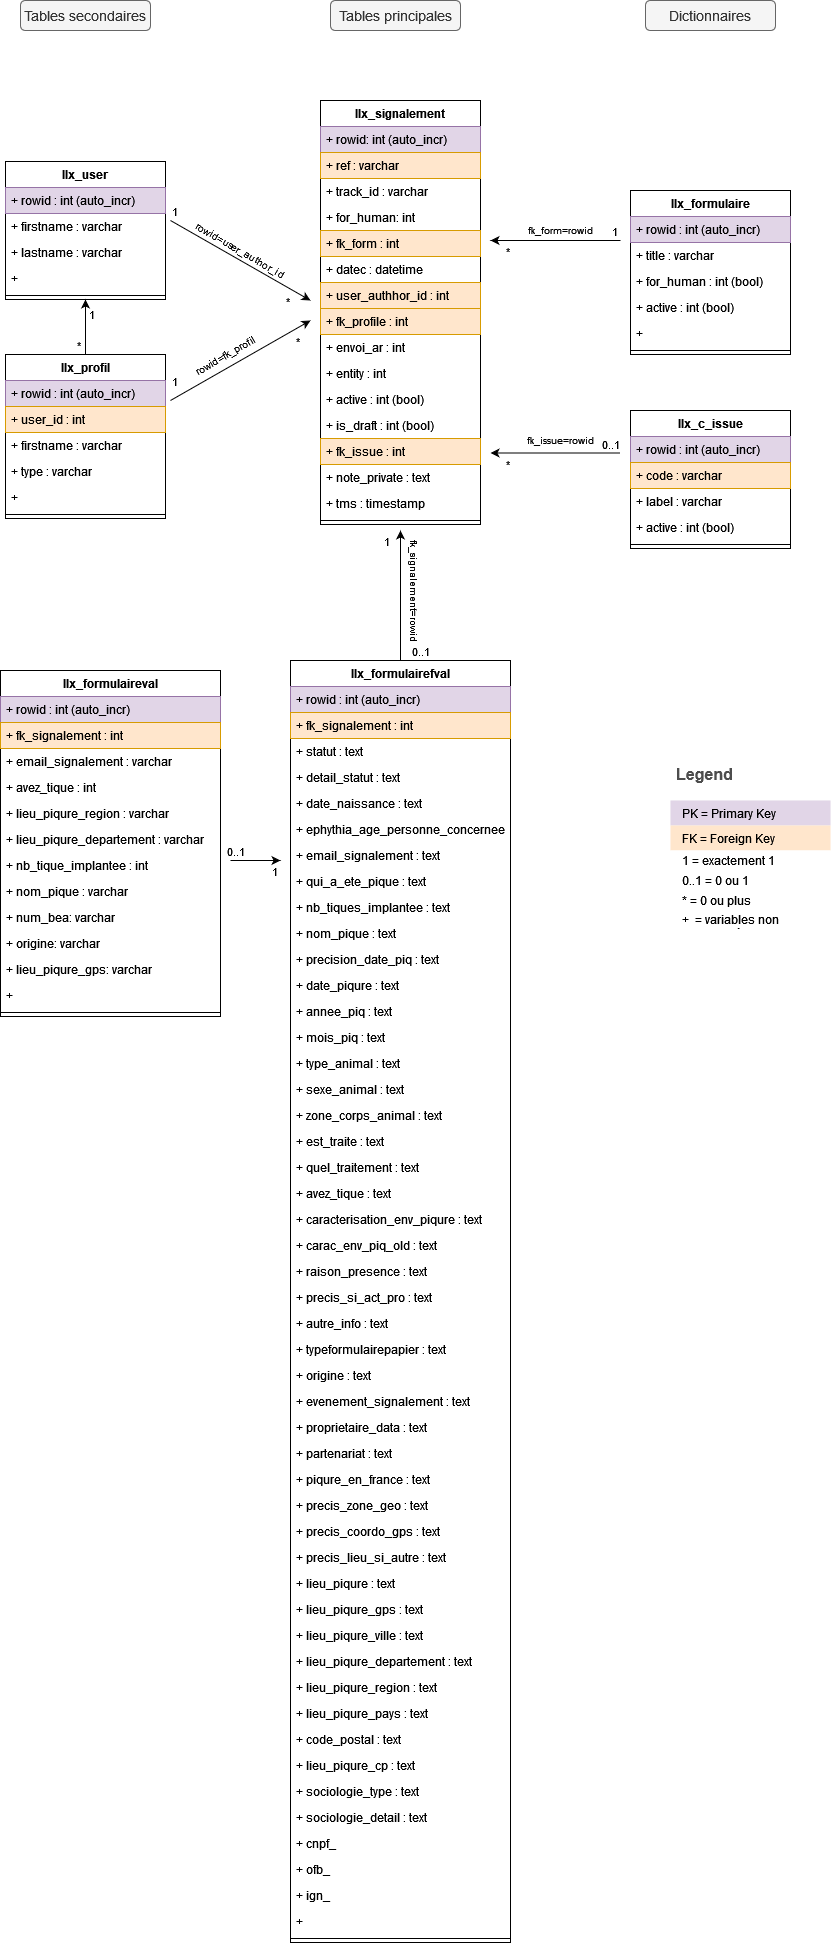 Tables secondaires
Tables principales
Dictionnaires
llx_user
+ rowid : int (auto_incr)
+ firstname : varchar
+ lastname : varchar
+
1
rowid=user_author_id
*
1
*
llx_profil
+ rowid : int (auto_incr)
+ user_id : int
+ firstname : varchar
+ type : varchar
+
1
rowid=fk_profil
*
llx_signalement
+ rowid: int (auto_incr)
+ ref : varchar
+ track_id : varchar
+ for_human: int
+ fk_form : int
+ datec : datetime
+ user_authhor_id : int
+ fk_profile : int
+ envoi_ar : int
+ entity : int
+ active : int (bool)
+ is_draft : int (bool)
+ fk_issue : int
+ note_private : text
+ tms : timestamp
fk_form=rowid
1
*
llx_formulaire
+ rowid : int (auto_incr)
+ title : varchar
+ for_human : int (bool)
+ active : int (bool)
+
fk_issue=rowid
0..1
*
llx_c_issue
+ rowid : int (auto_incr)
+ code : varchar
+ label : varchar
+ active : int (bool)
1
fk_signalement=rowid
0..1
llx_formulaireval
+ rowid : int (auto_incr)
+ fk_signalement : int
+ email_signalement : varchar
+ avez_tique : int
+ lieu_piqure_region : varchar
+ lieu_piqure_departement : varchar
+ nb_tique_implantee : int
+ nom_pique : varchar
+ num_bea: varchar
+ origine: varchar
+ lieu_piqure_gps: varchar
+
0..1
1
llx_formulairefval
+ rowid : int (auto_incr)
+ fk_signalement : int
+ statut : text
+ detail_statut : text
+ date_naissance : text
+ ephythia_age_personne_concernee
+ email_signalement : text
+ qui_a_ete_pique : text
+ nb_tiques_implantee : text
+ nom_pique : text
+ precision_date_piq : text
+ date_piqure : text
+ annee_piq : text
+ mois_piq : text
+ type_animal : text
+ sexe_animal : text
+ zone_corps_animal : text
+ est_traite : text
+ quel_traitement : text
+ avez_tique : text
+ caracterisation_env_piqure : text
+ carac_env_piq_old : text
+ raison_presence : text
+ precis_si_act_pro : text
+ autre_info : text
+ typeformulairepapier : text
+ origine : text
+ evenement_signalement : text
+ proprietaire_data : text
+ partenariat : text
+ piqure_en_france : text
+ precis_zone_geo : text
+ precis_coordo_gps : text
+ precis_lieu_si_autre : text
+ lieu_piqure : text
+ lieu_piqure_gps : text
+ lieu_piqure_ville : text
+ lieu_piqure_departement : text
+ lieu_piqure_region : text
+ lieu_piqure_pays : text
+ code_postal : text
+ lieu_piqure_cp : text
+ sociologie_type : text
+ sociologie_detail : text
+ cnpf_
+ ofb_
+ ign_
+
Legend
PK = Primary Key
FK = Foreign Key
1 = exactement 1
0..1 = 0 ou 1
* = 0 ou plus
+ = variables non